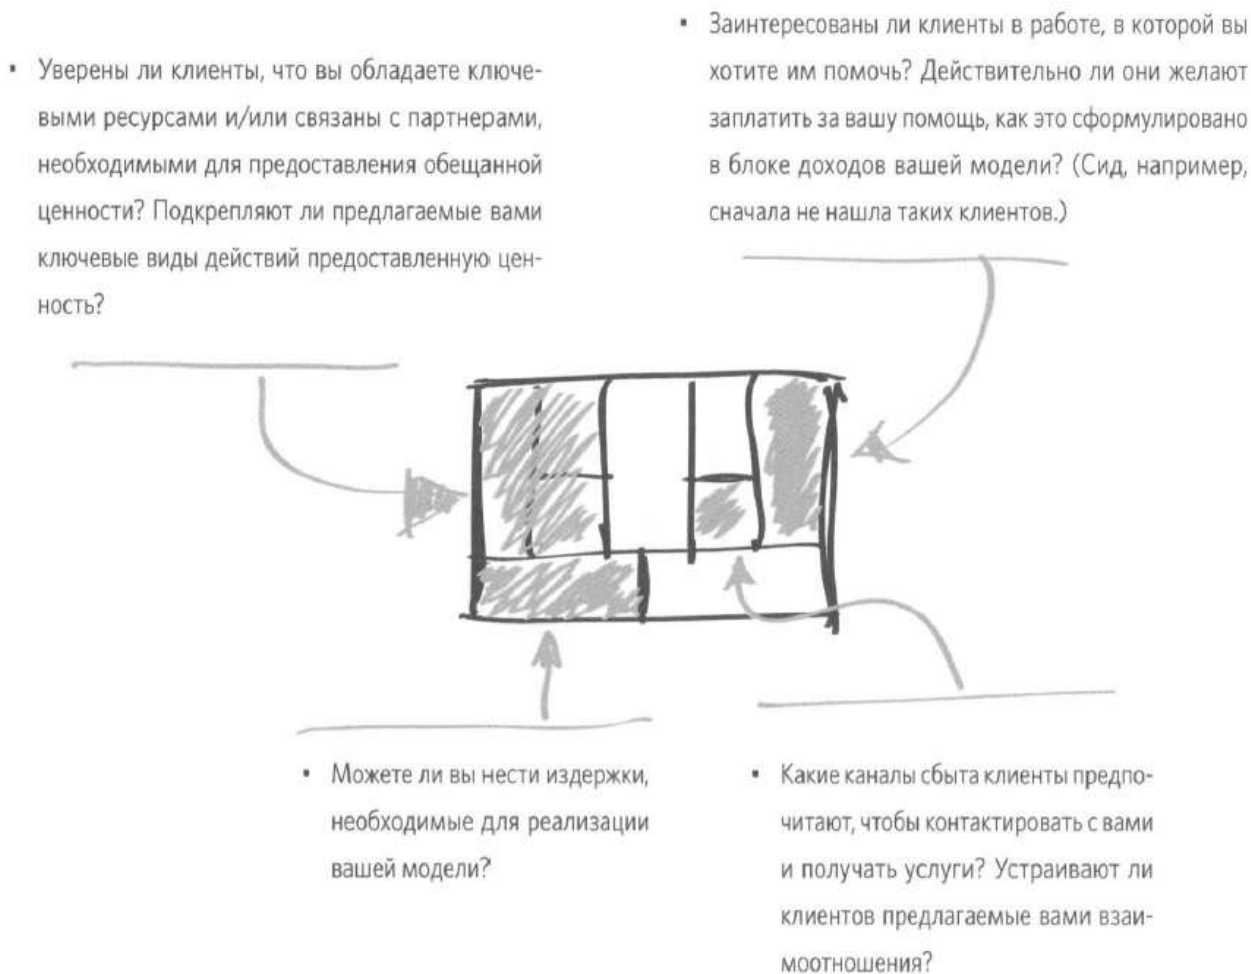 • Уверены ли клиенты, что вы обладаете ключе-
выми ресурсами и/или связаны с партнерами,
необходимыми для предоставления обещанной
ценности? Подкрепляют ли предлагаемые вами
ключевые виды действий предоставленную цен-
ность?
• Заинтересованы ли клиенты в работе, в которой вы
хотите им помочь? Действительно ли они желают
заплатить за вашу помощь, как это сформулировано
в блоке доходов вашей модели? (Сид, например,
сначала не нашла таких клиентов.)
• Можете ли вы нести издержки,
необходимые для реализации
вашей модели?
• Какие каналы сбыта клиенты предпо-
читают, чтобы контактировать с вами
и получать услуги? Устраивают ли
клиентов предлагаемые вами взаи-
моотношения?